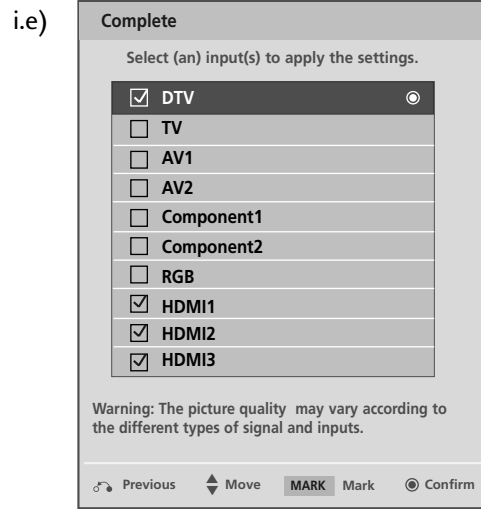 i.e)
Complete
Select (an) input(s) to apply the settings.
DTV
TV
AV1
AV2
Component1
Component2
RGB
HDMI1
HDMI2
HDMI3
Warning: The picture quality may vary according to
the different types of signal and inputs.
Previous Move MARK Mark Confirm